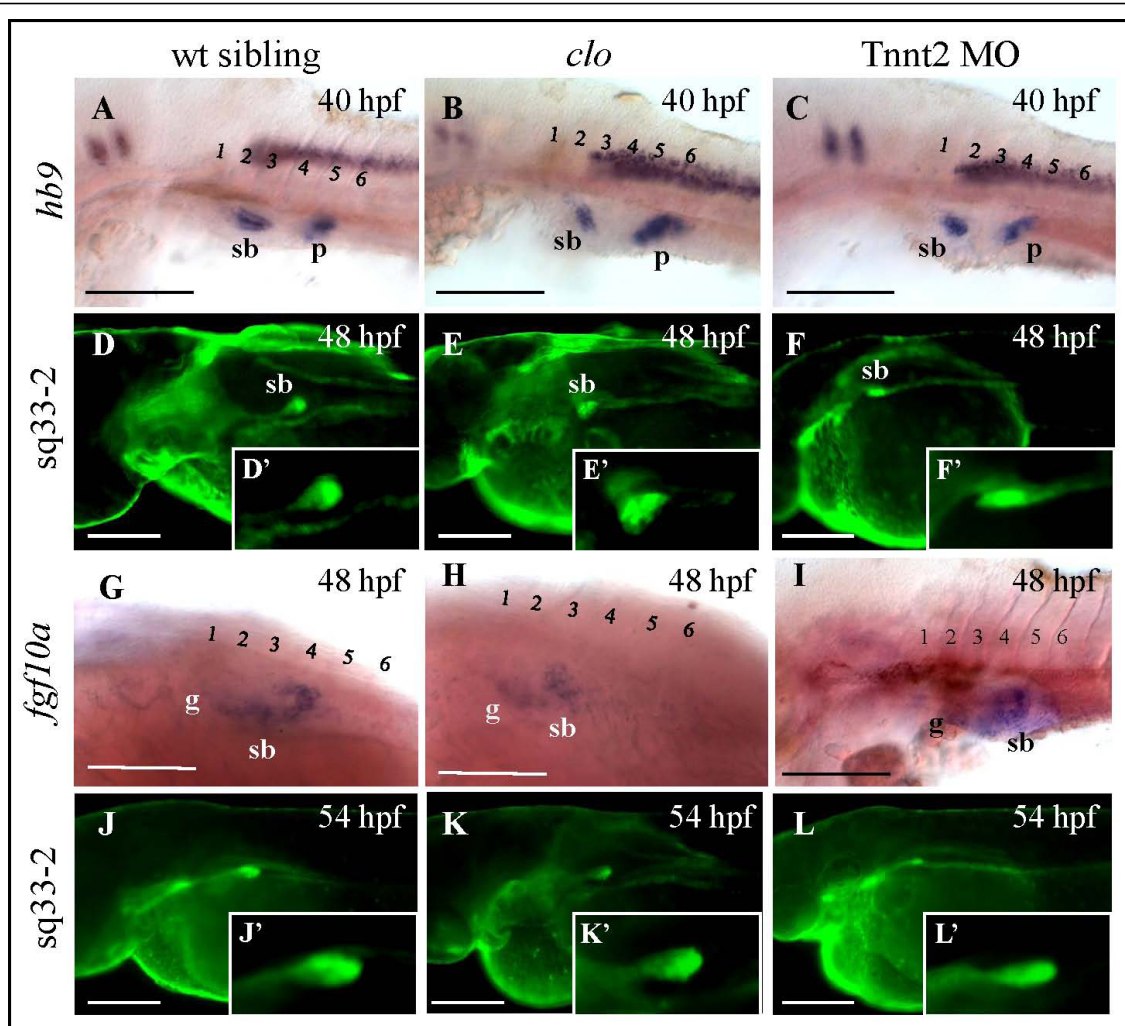 wt sibling clo Tnnt2 MO
hb9
A 40 hpf
1 2 3 4 5 6
sb p
B 40 hpf
1 2 3 4 5 6
sb p
C 40 hpf
1 2 3 4 5 6
sb p
sq33-2
D 48 hpf
sb
D'
E 48 hpf
sb
E'
F 48 hpf
sb
F'
fgf10a
G 48 hpf
1 2 3 4 5 6
g
sb
H 48 hpf
1 2 3 4 5 6
g
sb
I 48 hpf
1 2 3 4 5 6
g
sb
sq33-2
J 54 hpf
J'
K 54 hpf
K'
L 54 hpf
L'